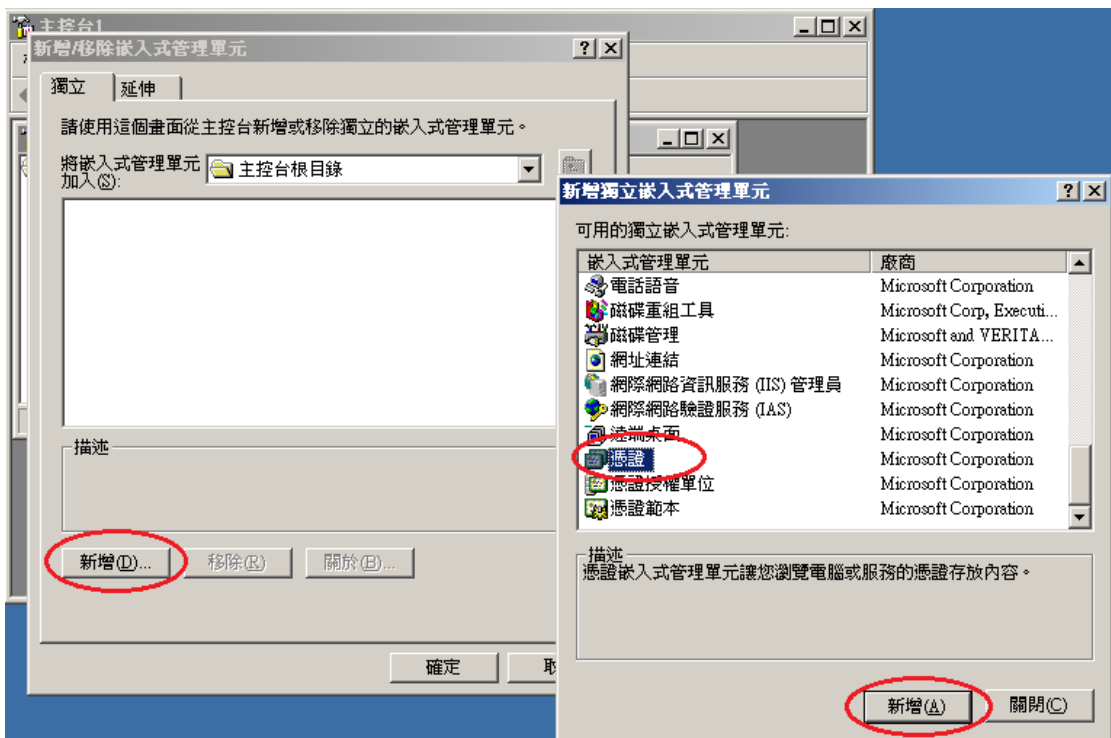 主控台1
新增/移除嵌入式管理單元
獨立
延伸
請使用這個畫面從主控台新增或移除獨立的嵌入式管理單元。
將嵌入式管理單元
加入(S):
主控台根目錄
描述
新增(D)...
移除(R)
關於(B)...
確定
新增獨立嵌入式管理單元
可用的獨立嵌入式管理單元:
嵌入式管理單元 廠商
電話語音 Microsoft Corporation
磁碟重組工具 Microsoft Corp, Executi...
磁碟管理 Microsoft and VERITA...
網址連結 Microsoft Corporation
網際網路資訊服務 (IIS) 管理員 Microsoft Corporation
網際網路驗證服務 (IAS) Microsoft Corporation
遠端桌面 Microsoft Corporation
憑證 Microsoft Corporation
憑證授權單位 Microsoft Corporation
憑證範本 Microsoft Corporation
描述
憑證嵌入式管理單元讓您瀏覽電腦或服務的憑證存放內容。
新增(A)
關閉(C)